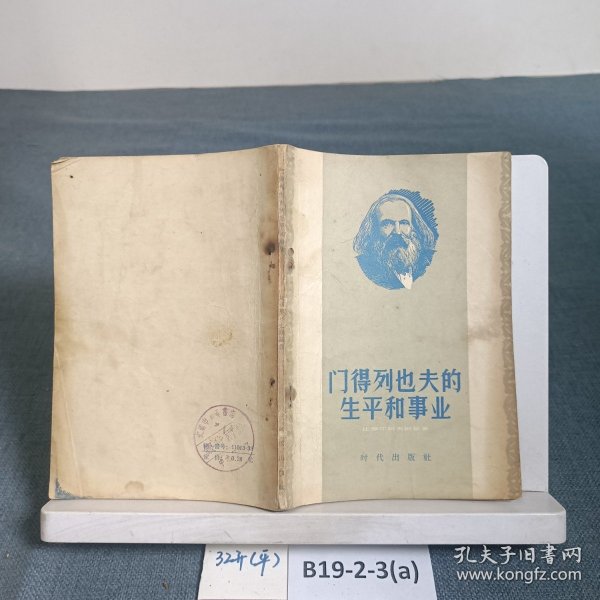 门得列也夫的
生平和事业
时代出版社
32开(平)
B19-2-3(a)
孔夫子旧书网
www.kongfz.com